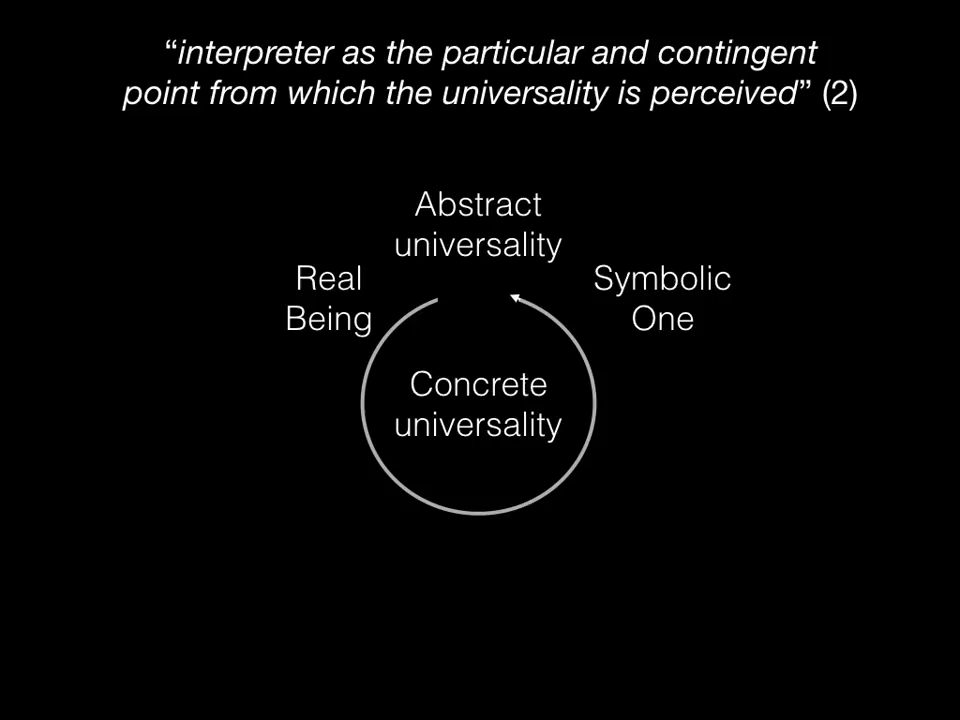 “interpreter as the particular and contingent
point from which the universality is perceived” (2)
Abstract
universality
Real
Being
Symbolic
One
Concrete
universality